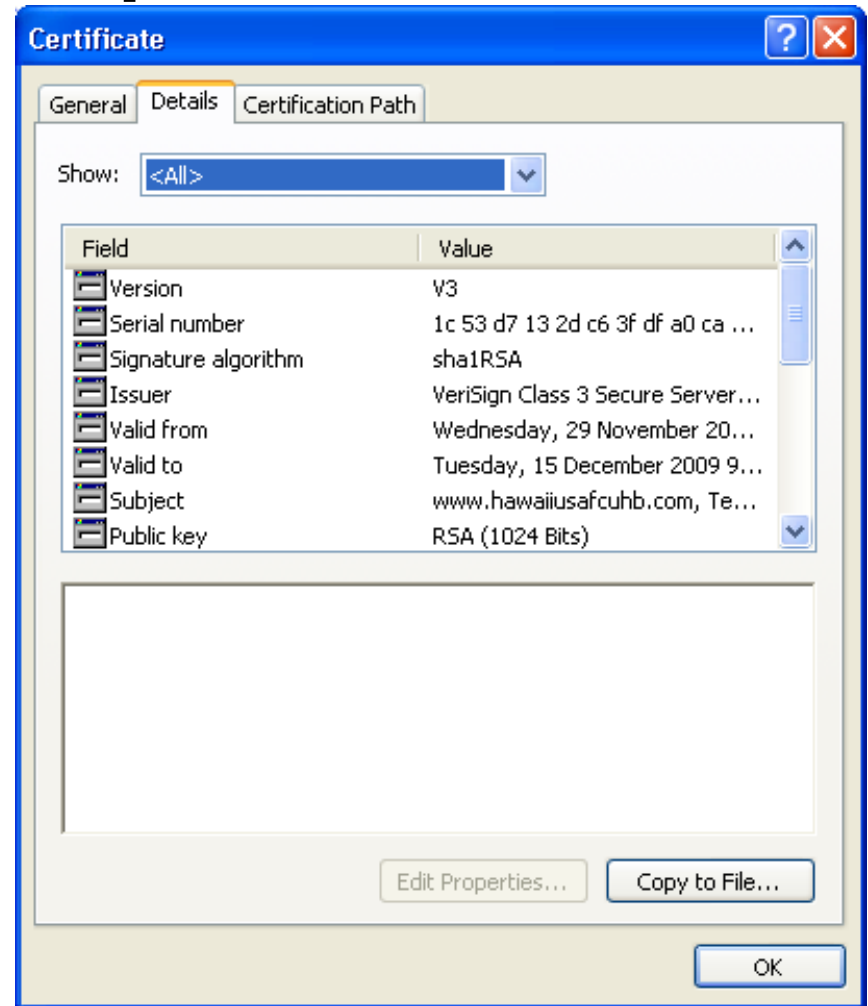 Certificate
General Details Certification Path
Show: <All>
Field Value
Version V3
Serial number 1c 53 d7 13 2d c6 3f df a0 ca ...
Signature algorithm sha1RSA
Issuer VeriSign Class 3 Secure Server...
Valid from Wednesday, 29 November 20...
Valid to Tuesday, 15 December 2009 9...
Subject www.hawaiiusafcuhb.com, Te...
Public key RSA (1024 Bits)
Edit Properties... Copy to File...
OK